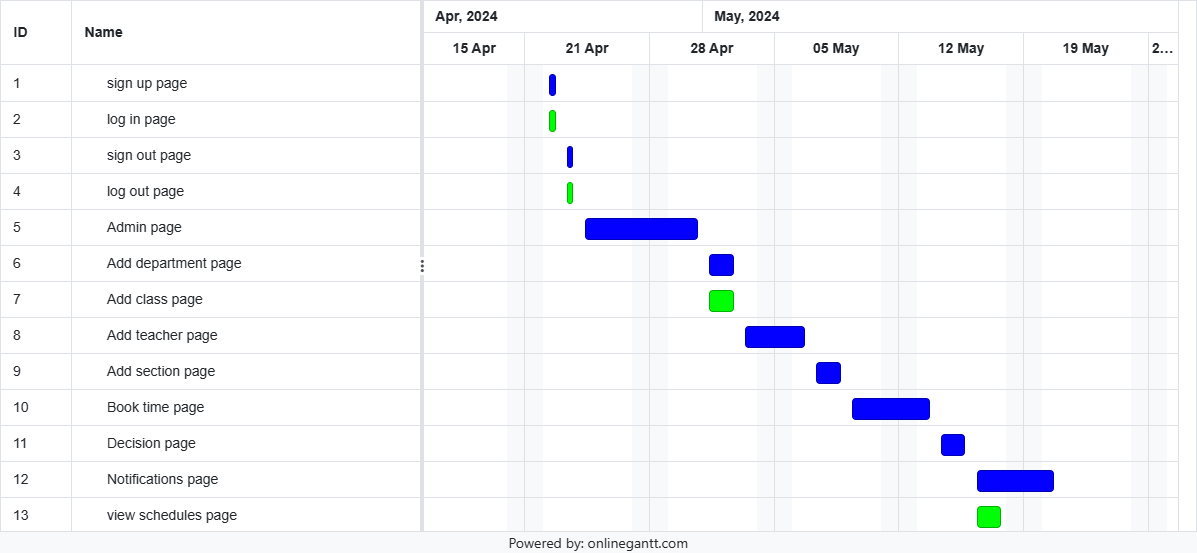 ID Name Apr, 2024 May, 2024
15 Apr 21 Apr 28 Apr 05 May 12 May 19 May 2...
1 sign up page
2 log in page
3 sign out page
4 log out page
5 Admin page
6 Add department page
7 Add class page
8 Add teacher page
9 Add section page
10 Book time page
11 Decision page
12 Notifications page
13 view schedules page
Powered by: onlinegantt.com